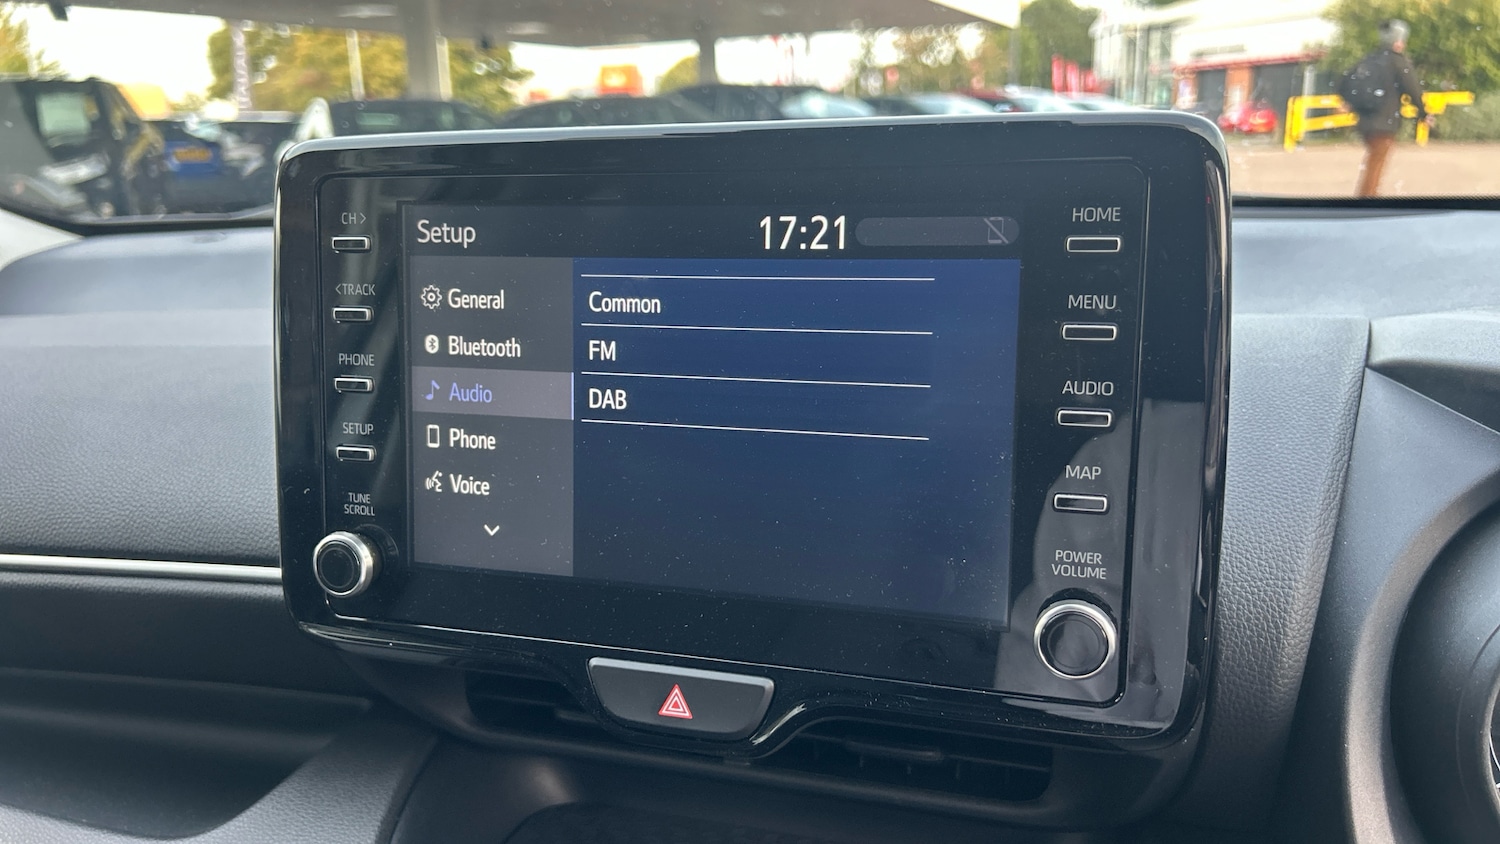 Setup
17:21
General
Bluetooth
Audio
Phone
Voice
Common
FM
DAB
CH>
<TRACK
PHONE
SETUP
TUNE
SCROLL
HOME
MENU
AUDIO
MAP
POWER
VOLUME